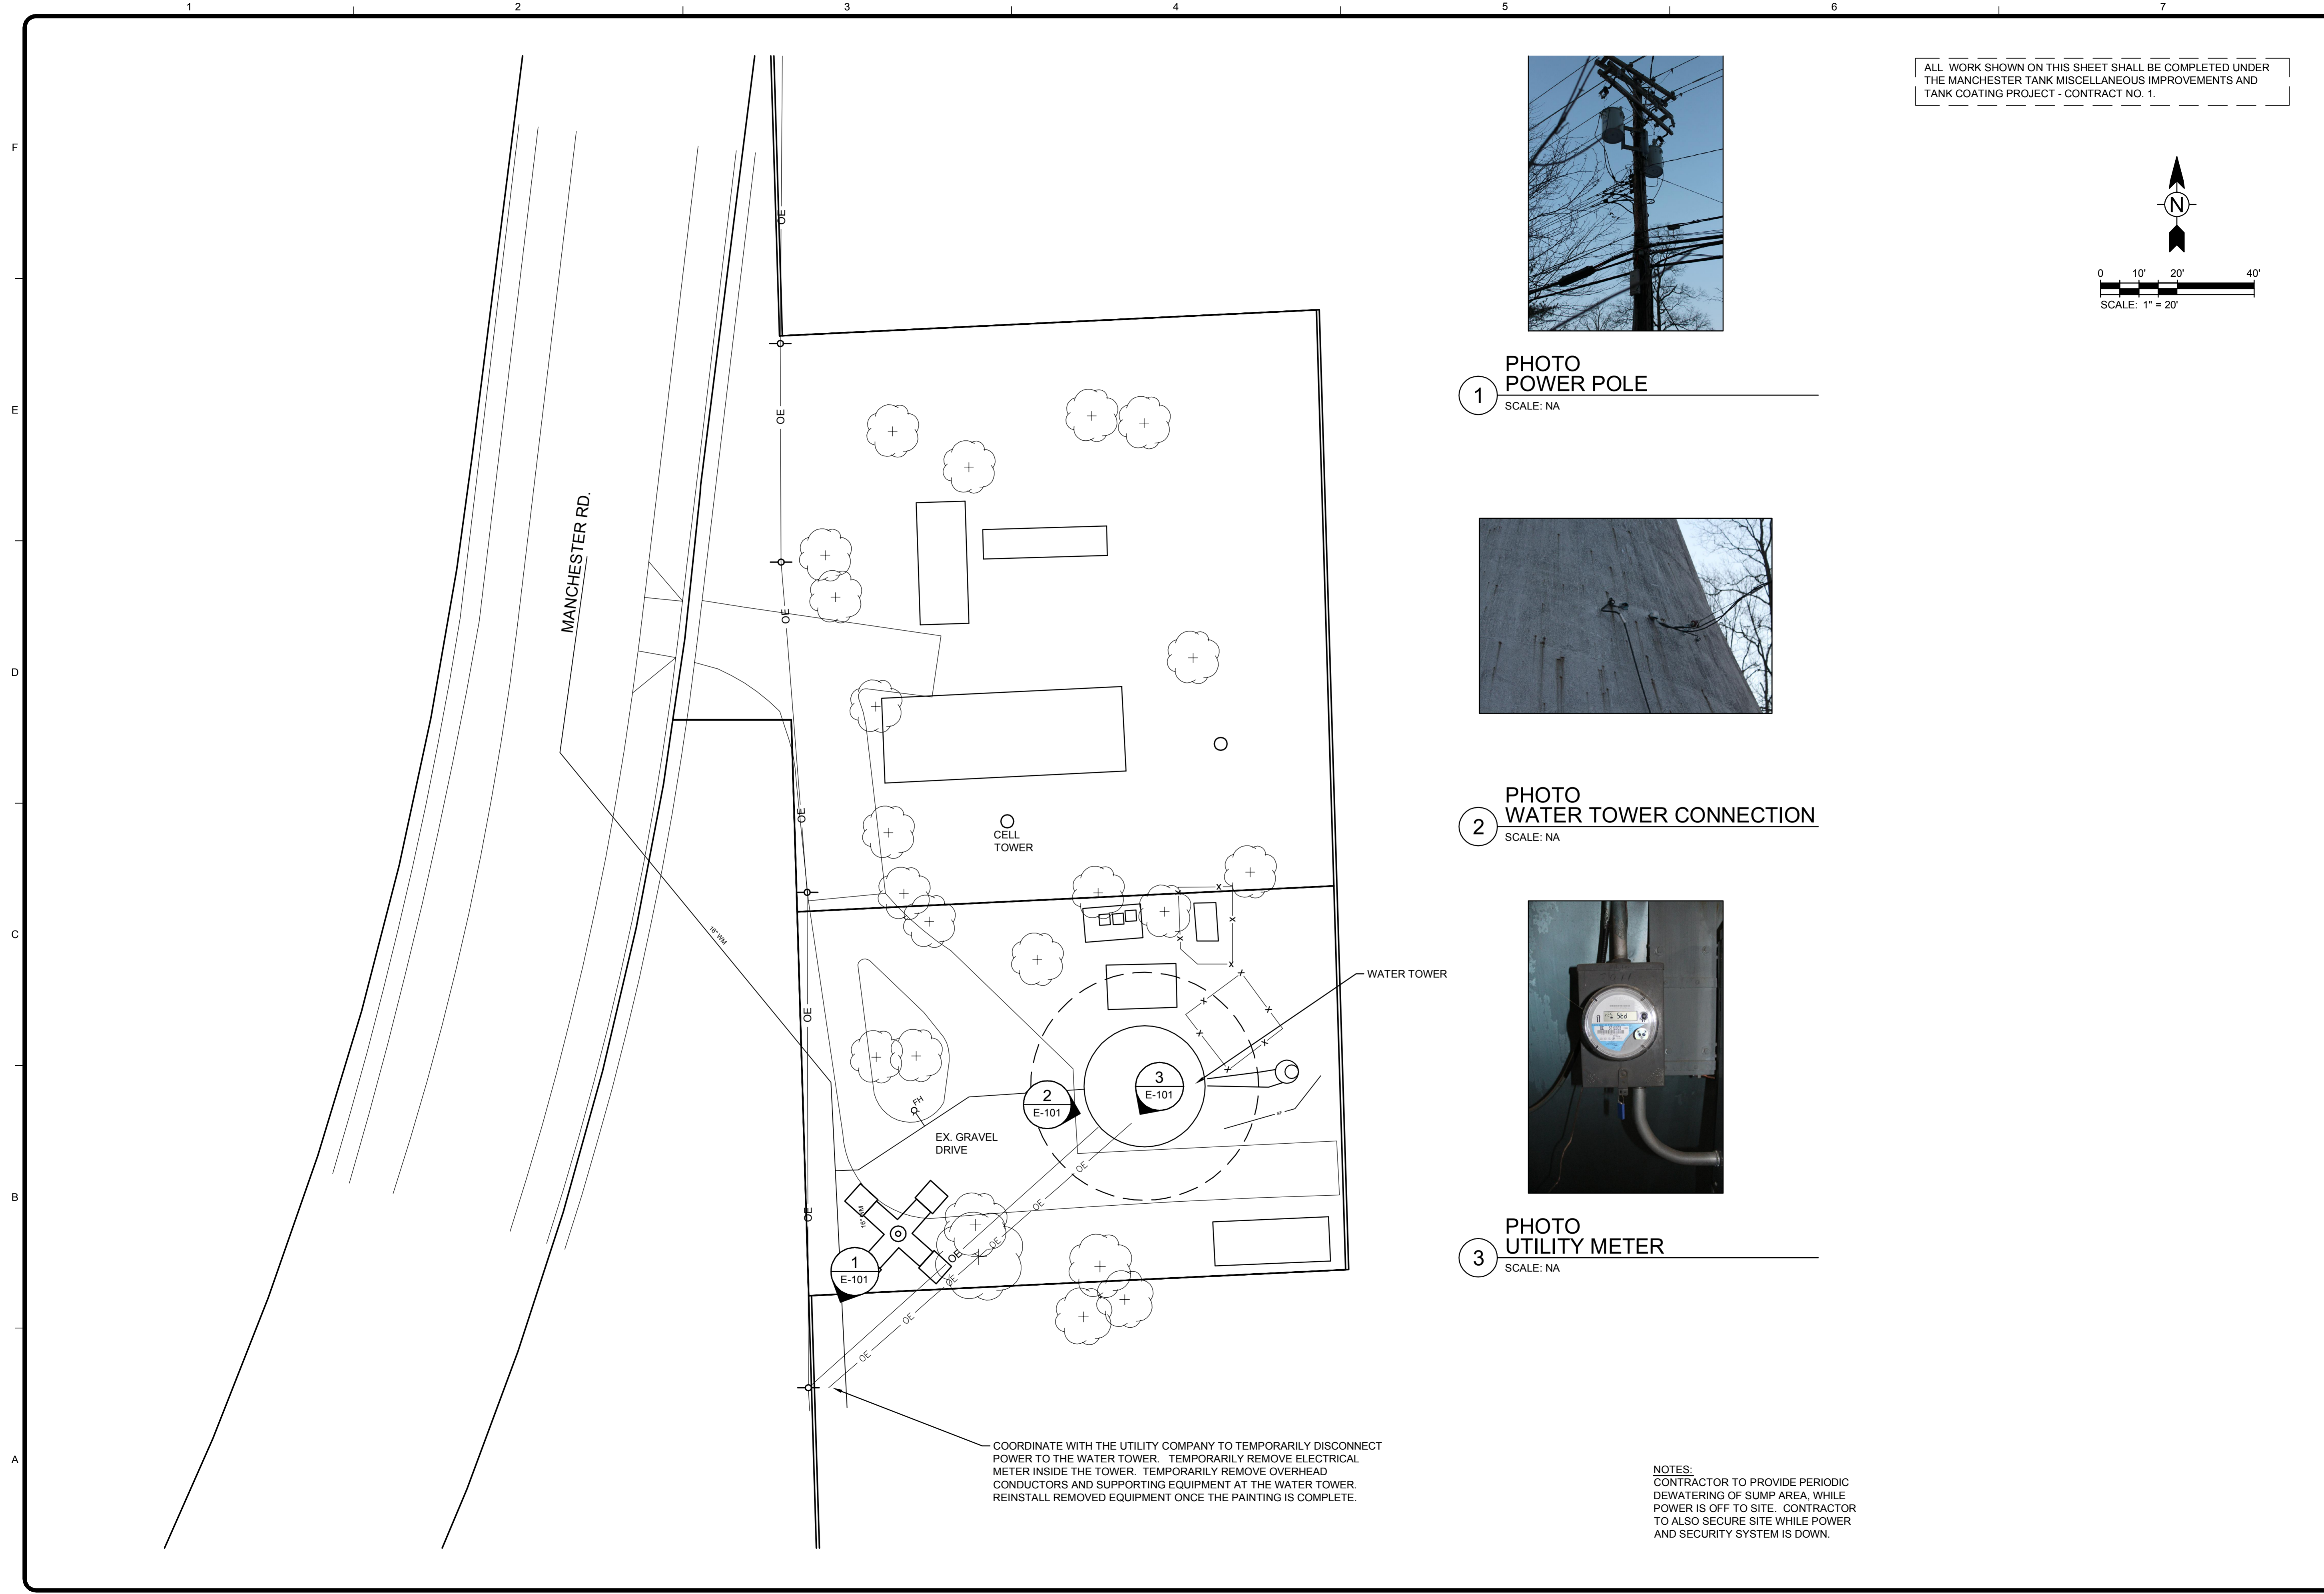 1 2 3 4 5 6 7
F
E
D
C
B
A
ALL WORK SHOWN ON THIS SHEET SHALL BE COMPLETED UNDER
THE MANCHESTER TANK MISCELLANEOUS IMPROVEMENTS AND
TANK COATING PROJECT - CONTRACT NO. 1.
N
0 10' 20' 40'
SCALE: 1" = 20'
PHOTO
1 POWER POLE
SCALE: NA
PHOTO
2 WATER TOWER CONNECTION
SCALE: NA
PHOTO
3 UTILITY METER
SCALE: NA
MANCHESTER RD.
OE
OE
OE
OE
OE
OE
CELL
TOWER
X
X
X
X
X
X
X
X
X
X
X
X
16" WM
WATER TOWER
3
E-101
2
E-101
FH
EX. GRAVEL
DRIVE
OE
OE
OE
OE
OE
OE
OE
16" WM
1
E-101
COORDINATE WITH THE UTILITY COMPANY TO TEMPORARILY DISCONNECT
POWER TO THE WATER TOWER. TEMPORARILY REMOVE ELECTRICAL
METER INSIDE THE TOWER. TEMPORARILY REMOVE OVERHEAD
CONDUCTORS AND SUPPORTING EQUIPMENT AT THE WATER TOWER.
REINSTALL REMOVED EQUIPMENT ONCE THE PAINTING IS COMPLETE.
NOTES:
CONTRACTOR TO PROVIDE PERIODIC
DEWATERING OF SUMP AREA, WHILE
POWER IS OFF TO SITE. CONTRACTOR
TO ALSO SECURE SITE WHILE POWER
AND SECURITY SYSTEM IS DOWN.